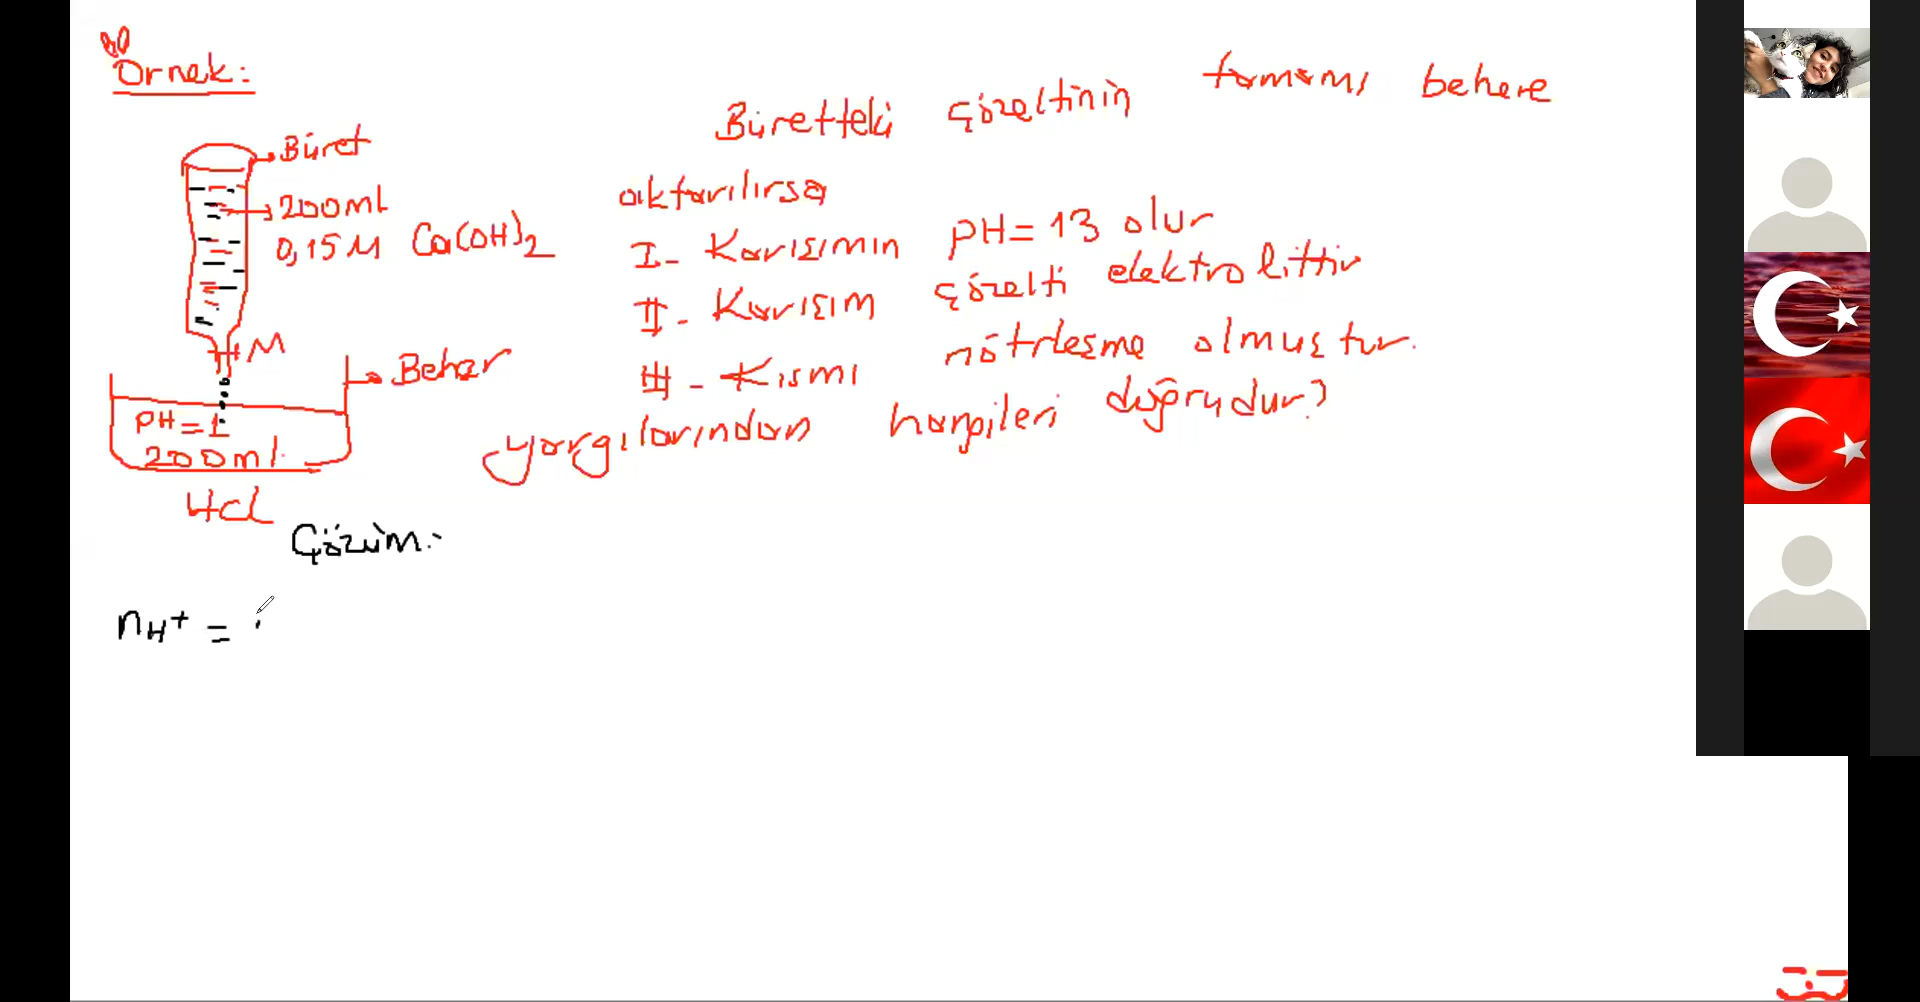 Örnek:
Büret
200ml
0,15M Ca(OH)2
M
Beher
PH=1
200ml.
HCl
Büretteki çözeltinin tamamı behere
aktarılırsa
I- Karışımın PH=13 olur
II- Karışım çözelti elektrolittir
III- Kısmi nötrleşme olmuştur.
yargılarından hangileri doğrudur?
Çözüm:
nH+ =